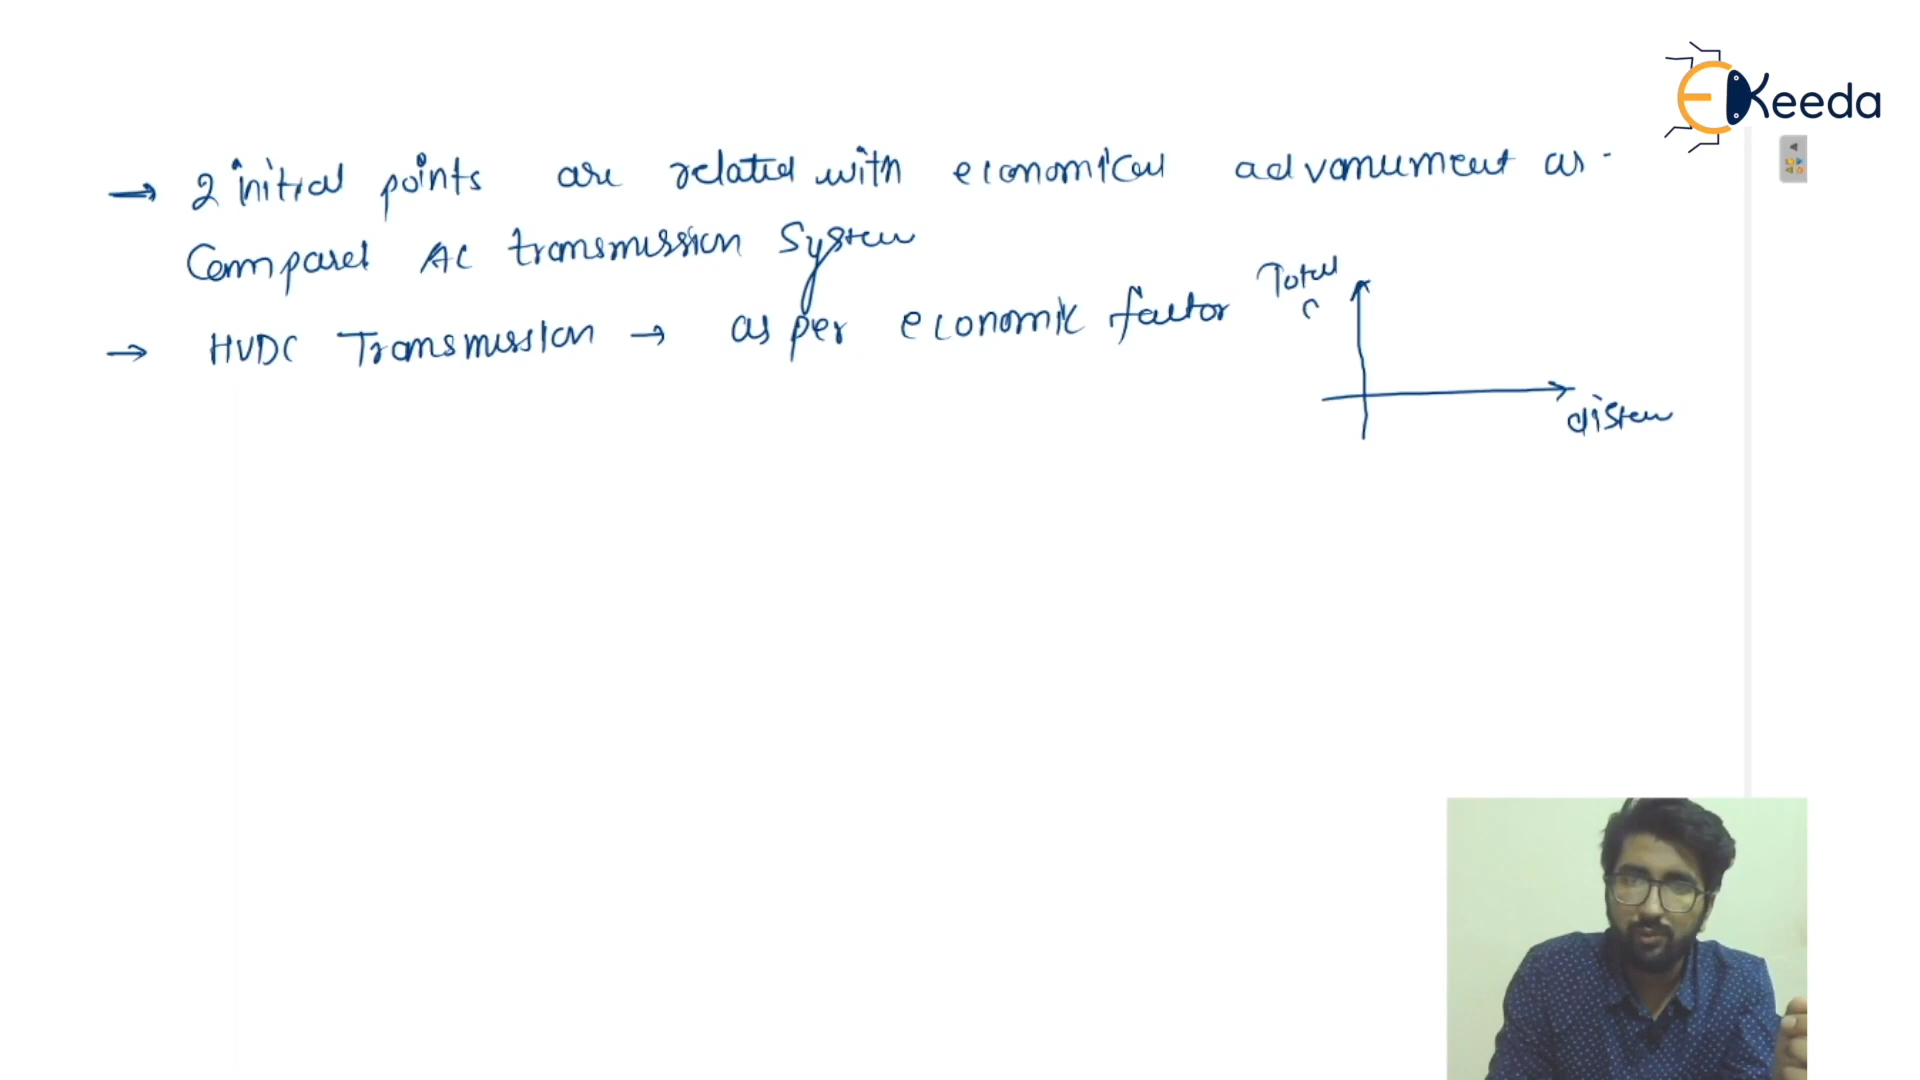 EKeeda
→ 2 initial points are related with economical advancement as
Compared AC transmission System
→ HVDC Transmission → as per economic factor
Total
C
disten